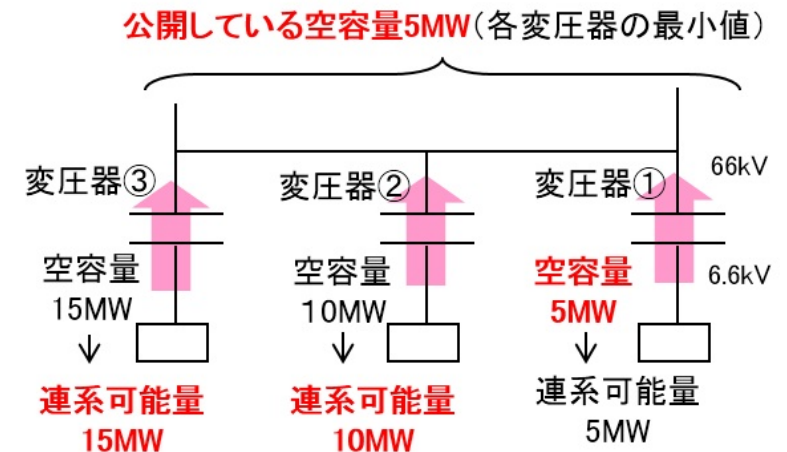 公開している空容量5MW(各変圧器の最小値)
変圧器③
変圧器②
変圧器①
66kV
空容量
15MW
空容量
10MW
空容量
5MW
6.6kV
連系可能量
15MW
連系可能量
10MW
連系可能量
5MW